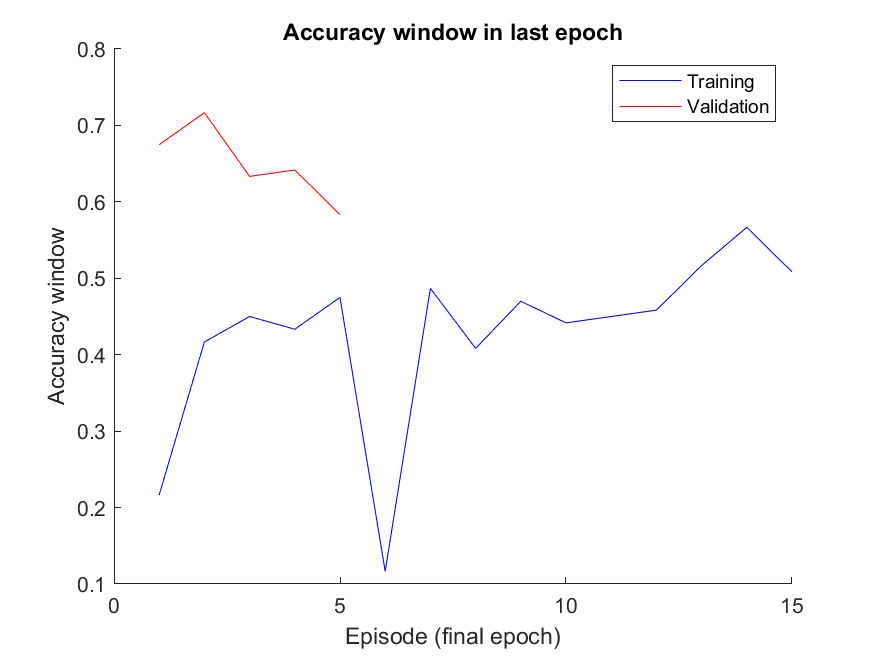 Accuracy window in last epoch
Training
Validation
0.8
0.7
0.6
0.5
0.4
0.3
0.2
0.1
Accuracy window
0
5
10
15
Episode (final epoch)